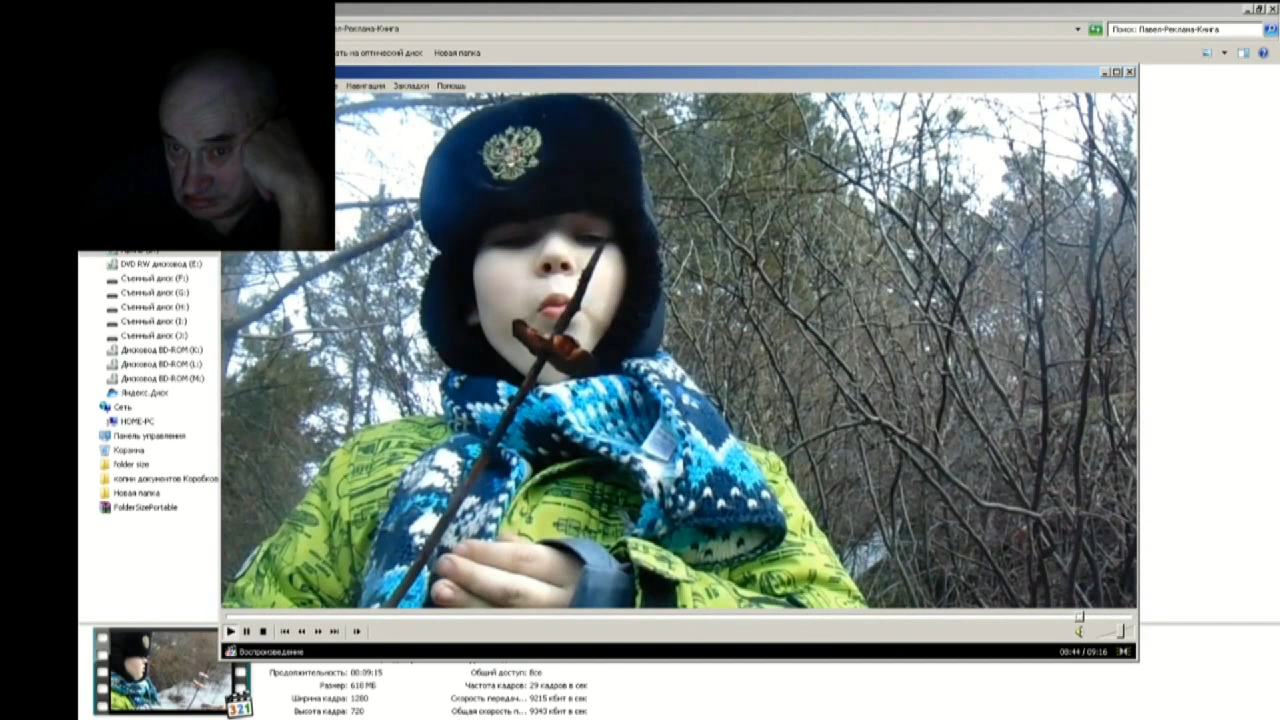 ел-Реклама-Книга
Поиск: Павел-Реклама-Книга
ать на оптический диск Новая папка
Навигация Закладки Помощь
DVD RW дисковод (E:)
Съемный диск (F:)
Съемный диск (G:)
Съемный диск (H:)
Съемный диск (I:)
Съемный диск (J:)
Дисковод BD-ROM (K:)
Дисковод BD-ROM (L:)
Дисковод BD-ROM (M:)
Яндекс.Диск
Сеть
HOME-PC
Панель управления
Корзина
folder size
копии документов Коробков
Новая папка
FolderSizePortable
Воспроизведение
08:44 / 09:16
321
Продолжительность: 00:09:15
Размер: 618 МБ
Ширина кадра: 1280
Высота кадра: 720
Общий доступ: Все
Частота кадров: 29 кадров в сек
Скорость передач... 9215 кбит в сек
Общая скорость п... 9343 кбит в сек